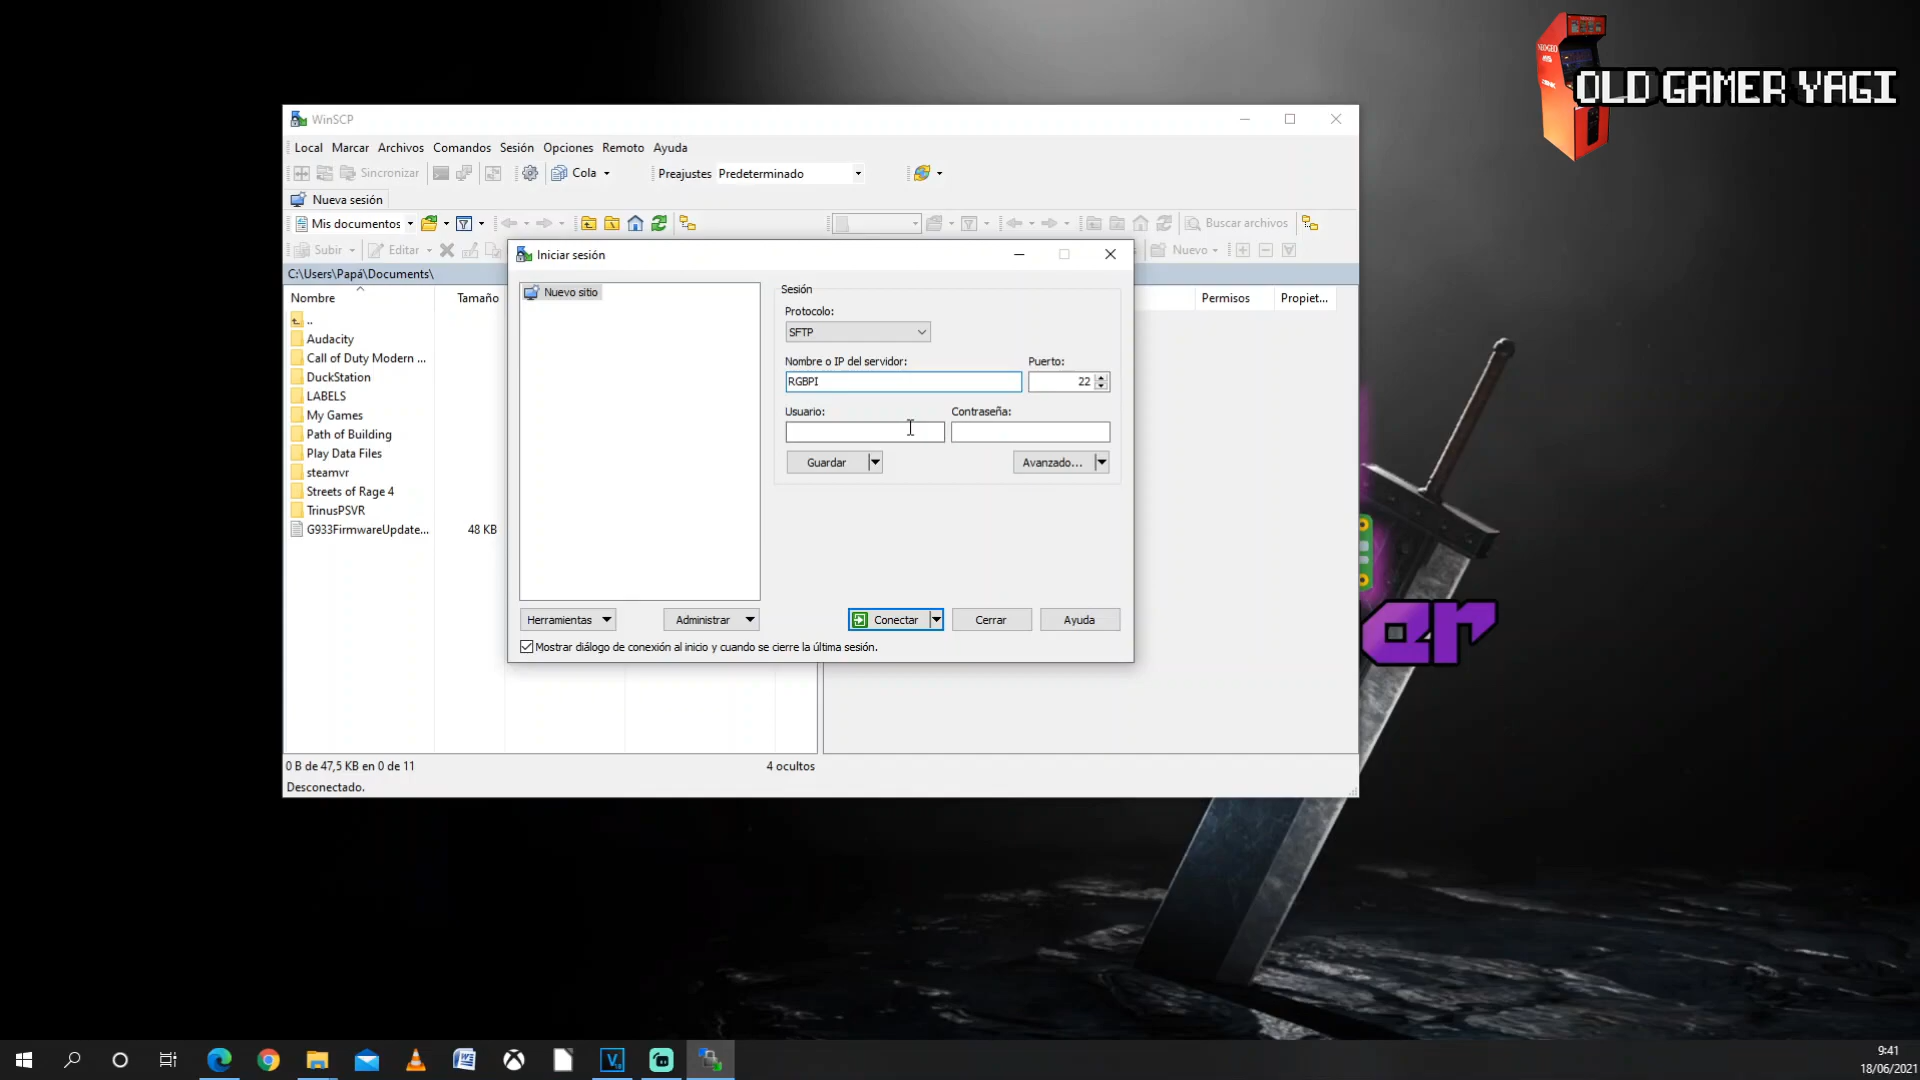 OLD GAMER YAGI
WinSCP
Local Marcar Archivos Comandos Sesión Opciones Remoto Ayuda
Sincronizar Cola Preajustes Predeterminado
Nueva sesión
Mis documentos Buscar archivos
Subir Editar Nuevo
C:\Users\Papá\Documents\
Nombre Tamaño Permisos Propiet...
..
Audacity
Call of Duty Modern ...
DuckStation
LABELS
My Games
Path of Building
Play Data Files
steamvr
Streets of Rage 4
TrinusPSVR
G933FirmwareUpdate... 48 KB
Iniciar sesión
Nuevo sitio
Sesión
Protocolo:
SFTP
Nombre o IP del servidor: Puerto:
RGBPI 22
Usuario: Contraseña:
Guardar Avanzado...
Herramientas Administrar Conectar Cerrar Ayuda
Mostrar diálogo de conexión al inicio y cuando se cierre la última sesión.
0 B de 47,5 KB en 0 de 11 4 ocultos
Desconectado.
er
9:41
18/06/2021